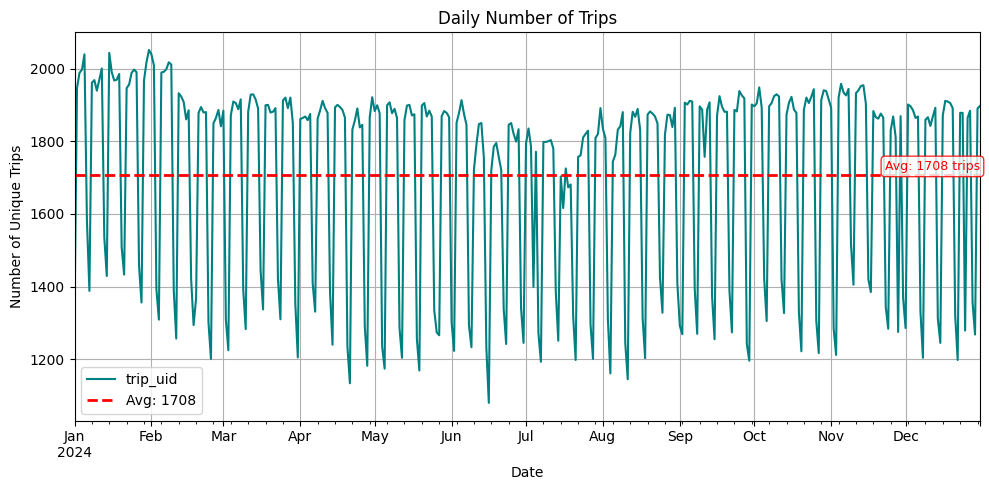 Daily Number of Trips
Number of Unique Trips
2000
1800
1600
1400
1200
Avg: 1708 trips
trip_uid
Avg: 1708
Jan Feb Mar Apr May Jun Jul Aug Sep Oct Nov Dec
2024
Date